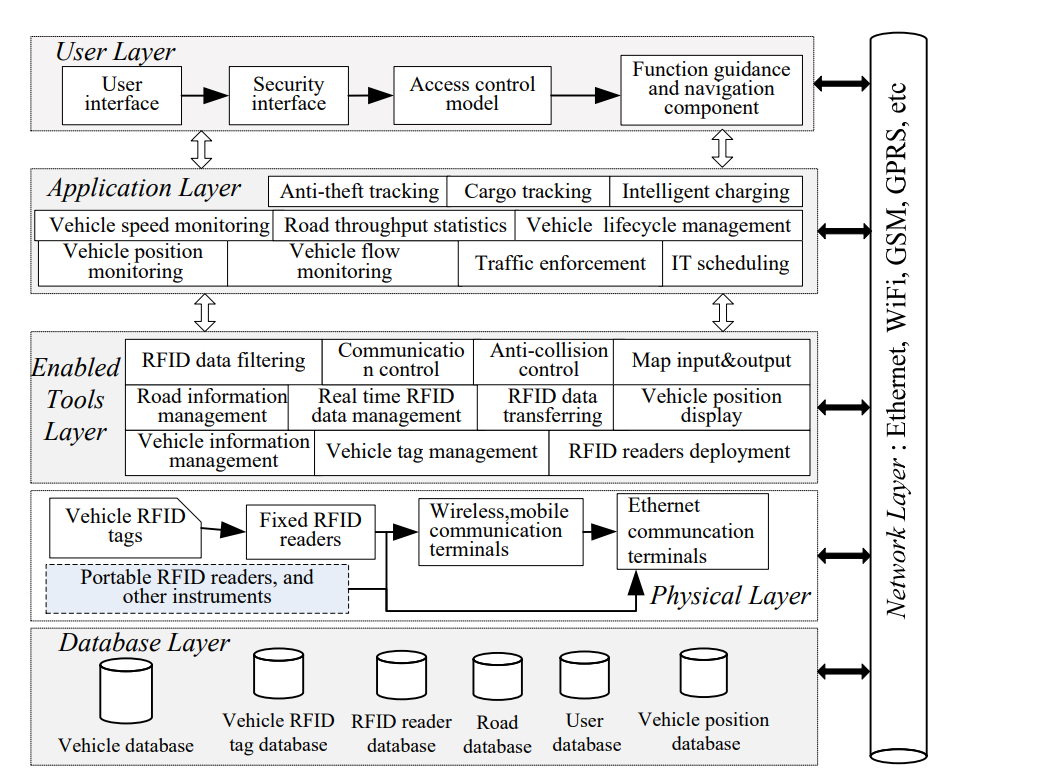 User Layer
User
interface
Security
interface
Access control
model
Function guidance
and navigation
component
Application Layer
Anti-theft tracking
Cargo tracking
Intelligent charging
Vehicle speed monitoring
Road throughput statistics
Vehicle lifecycle management
Vehicle position
monitoring
Vehicle flow
monitoring
Traffic enforcement
IT scheduling
Enabled
Tools
Layer
RFID data filtering
Communicatio
n control
Anti-collision
control
Map input&output
Road information
management
Real time RFID
data management
RFID data
transferring
Vehicle position
display
Vehicle information
management
Vehicle tag management
RFID readers deployment
Vehicle RFID
tags
Fixed RFID
readers
Wireless,mobile
communication
terminals
Ethernet
communcation
terminals
Portable RFID readers, and
other instruments
Physical Layer
Database Layer
Vehicle database
Vehicle RFID
tag database
RFID reader
database
Road
database
User
database
Vehicle position
database
Network Layer : Ethernet, WiFi, GSM, GPRS, etc